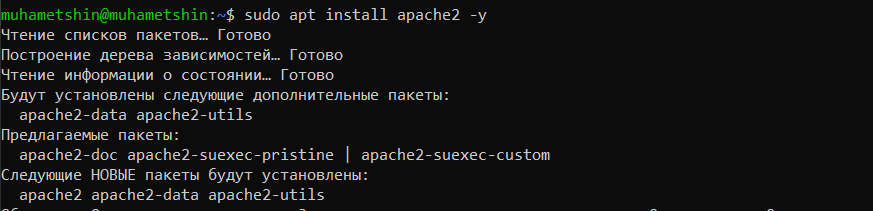 muhametshin@muhametshin:~$ sudo apt install apache2 -y
Чтение списков пакетов… Готово
Построение дерева зависимостей… Готово
Чтение информации о состоянии… Готово
Будут установлены следующие дополнительные пакеты:
apache2-data apache2-utils
Предлагаемые пакеты:
apache2-doc apache2-suexec-pristine | apache2-suexec-custom
Следующие НОВЫЕ пакеты будут установлены:
apache2 apache2-data apache2-utils